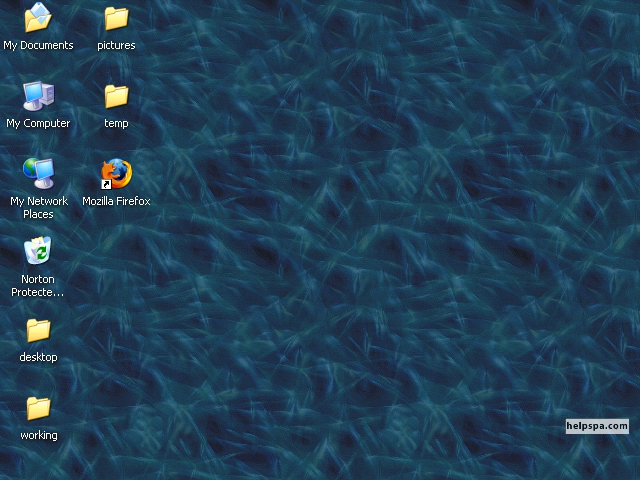 My Documents
pictures
My Computer
temp
My Network
Places
Mozilla Firefox
Norton
Protecte...
desktop
working
helpspa.com